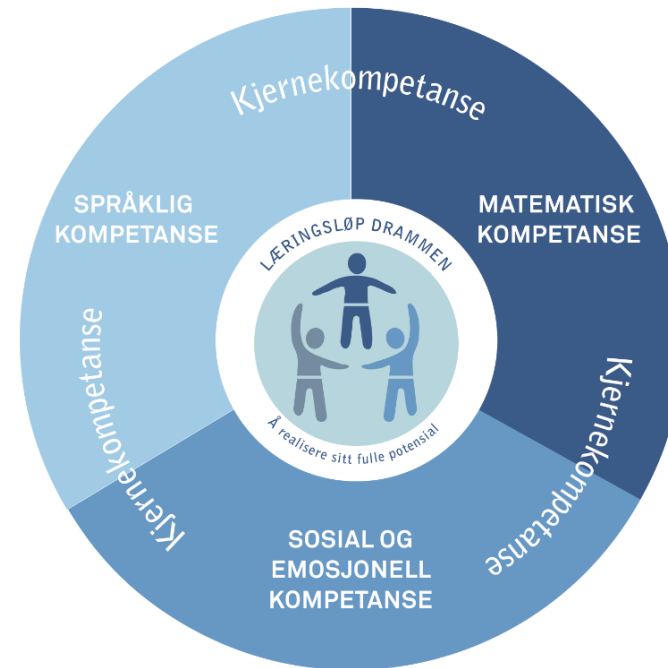 Kjernekompetanse
SPRÅKLIG
KOMPETANSE
MATEMATISK
KOMPETANSE
LÆRINGSLØP DRAMMEN
Å realisere sitt fulle potensial
Kjernekompetanse
Kjernekompetanse
SOSIAL OG
EMOSJONELL
KOMPETANSE